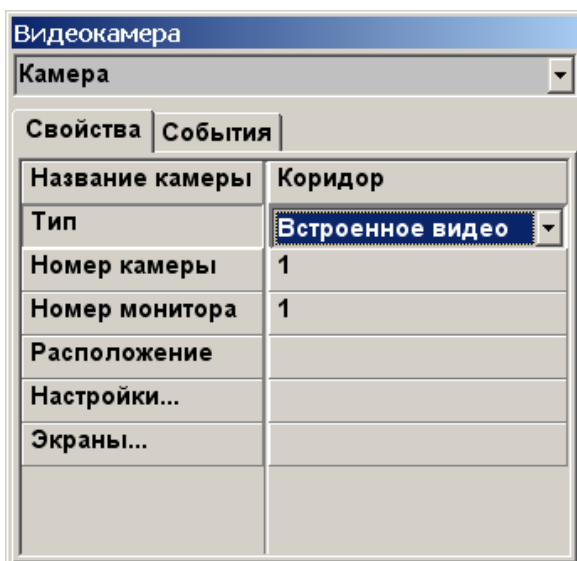 Видеокамера
Камера
Свойства События
Название камеры Коридор
Тип Встроенное видео
Номер камеры 1
Номер монитора 1
Расположение
Настройки...
Экраны...